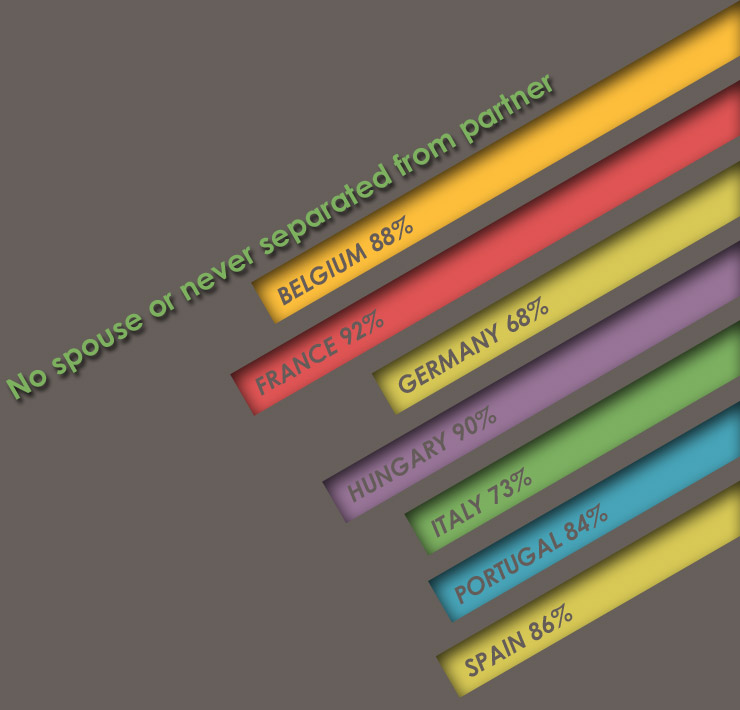 No spouse or never separated from partner
BELGIUM 88%
FRANCE 92%
GERMANY 68%
HUNGARY 90%
ITALY 73%
PORTUGAL 84%
SPAIN 86%